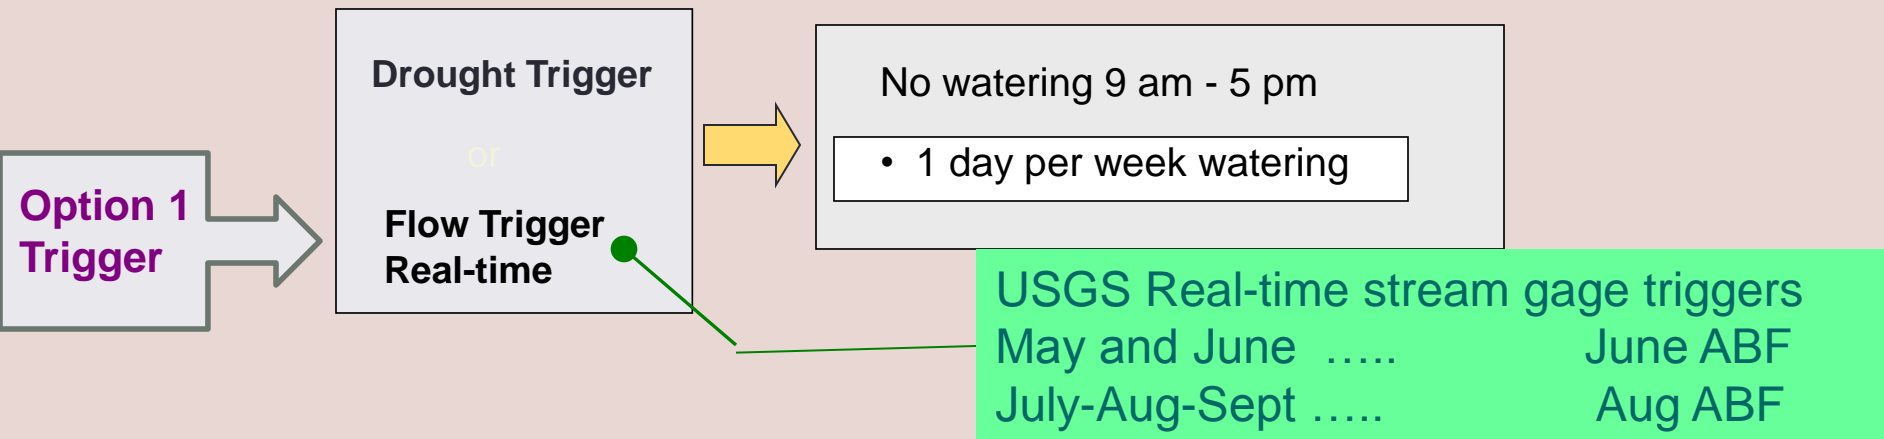 Option 1
Trigger
Drought Trigger
or
Flow Trigger
Real-time
No watering 9 am - 5 pm
• 1 day per week watering
USGS Real-time stream gage triggers
May and June ….. June ABF
July-Aug-Sept ….. Aug ABF